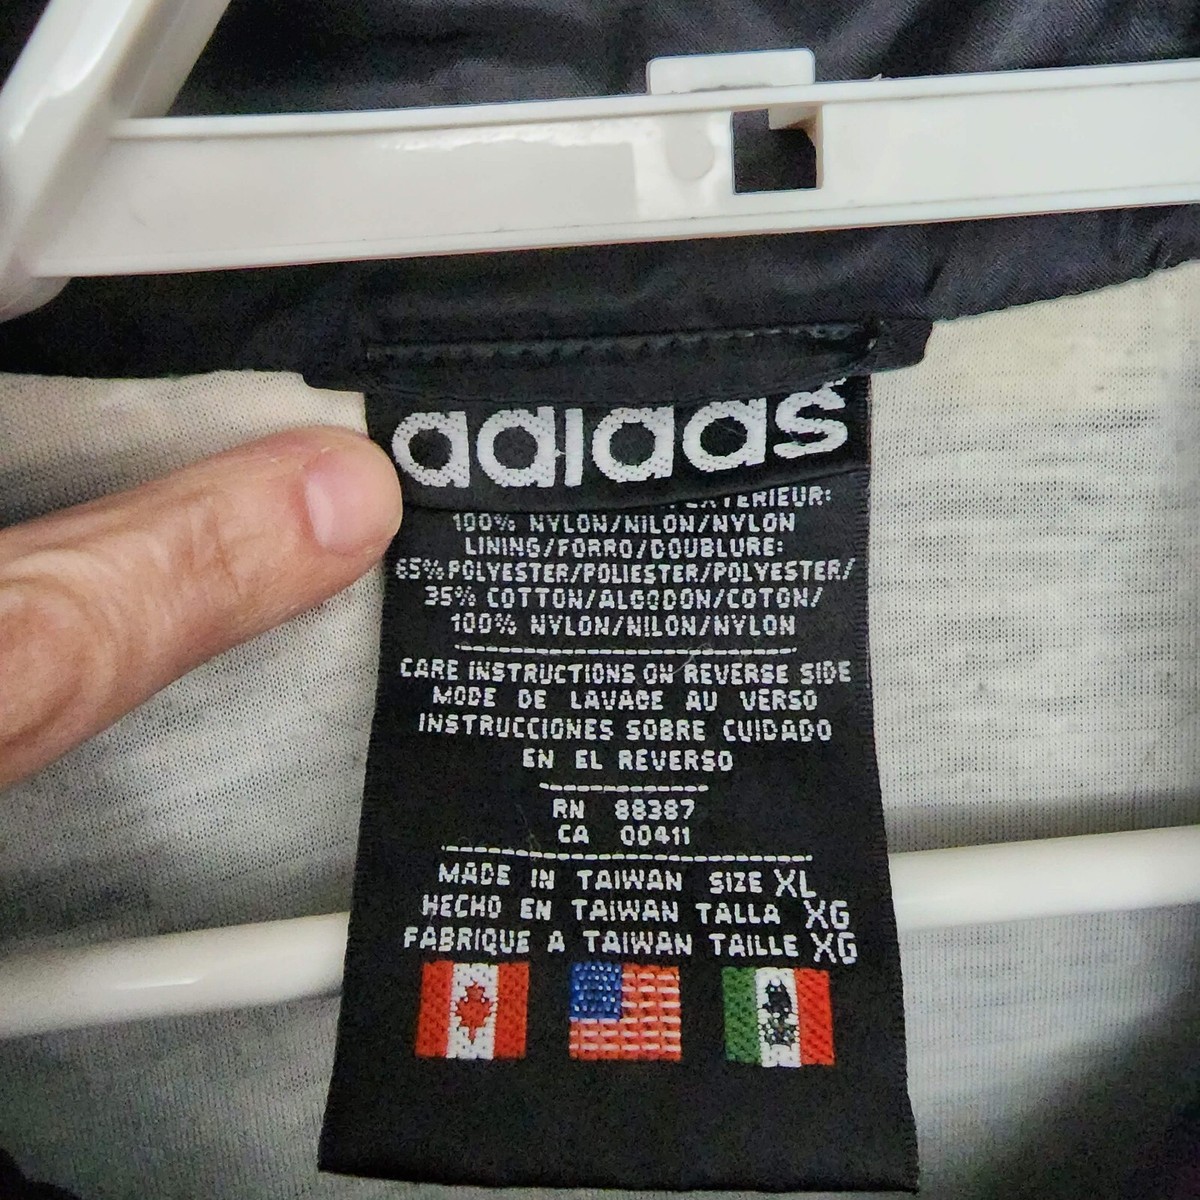 adidas
EXTERIEUR:
100% NYLON/NILON/NYLON
LINING/FORRO/DOUBLURE:
65% POLYESTER/POLIESTER/POLYESTER/
35% COTTON/ALGODON/COTON/
100% NYLON/NILON/NYLON
CARE INSTRUCTIONS ON REVERSE SIDE
MODE DE LAVAGE AU VERSO
INSTRUCCIONES SOBRE CUIDADO
EN EL REVERSO
RN 88387
CA 00411
MADE IN TAIWAN SIZE XL
HECHO EN TAIWAN TALLA XG
FABRIQUE A TAIWAN TAILLE XG